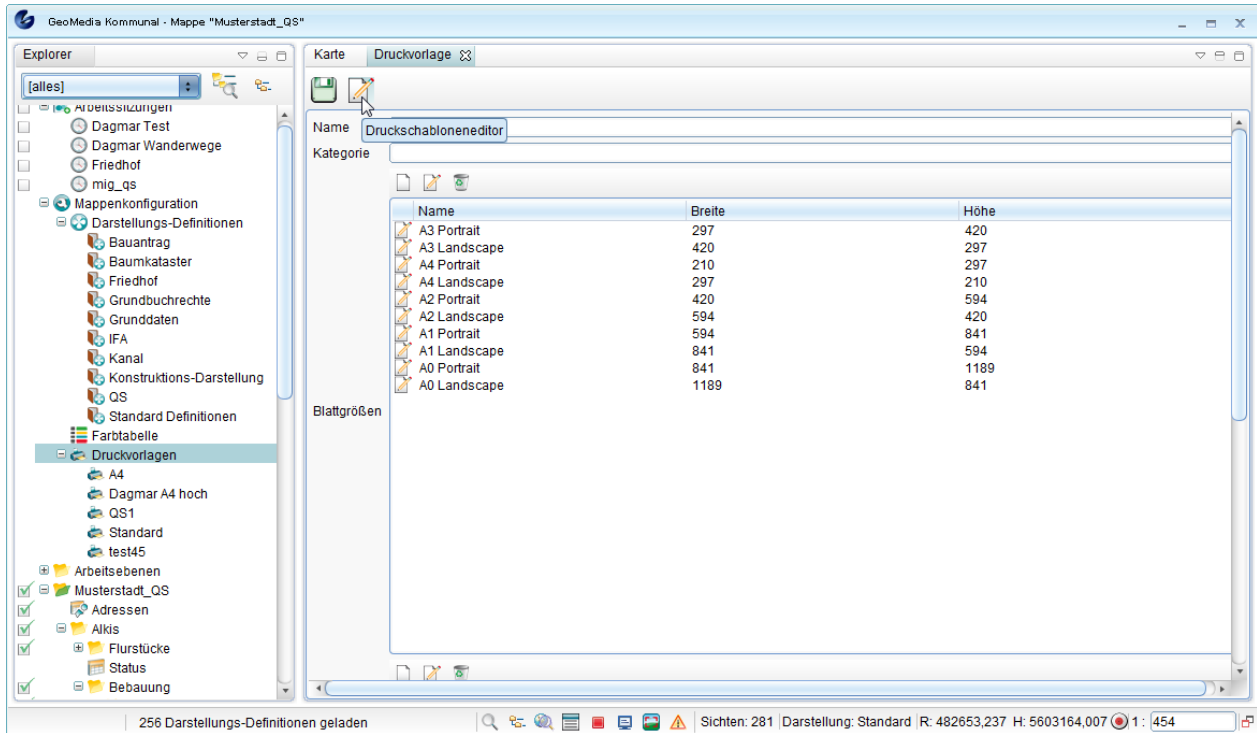 GeoMedia Kommunal - Mappe "Musterstadt_QS"
Explorer
[alles]
Arbeitssitzungen
Dagmar Test
Dagmar Wanderwege
Friedhof
mig_qs
Mappenkonfiguration
Darstellungs-Definitionen
Bauantrag
Baumkataster
Friedhof
Grundbuchrechte
Grunddaten
IFA
Kanal
Konstruktions-Darstellung
QS
Standard Definitionen
Farbtabelle
Druckvorlagen
A4
Dagmar A4 hoch
QS1
Standard
test45
Arbeitsebenen
Musterstadt_QS
Adressen
Alkis
Flurstücke
Status
Bebauung
Karte Druckvorlage
Name
Druckschabloneneditor
Kategorie
Blattgrößen
Name Breite Höhe
A3 Portrait 297 420
A3 Landscape 420 297
A4 Portrait 210 297
A4 Landscape 297 210
A2 Portrait 420 594
A2 Landscape 594 420
A1 Portrait 594 841
A1 Landscape 841 594
A0 Portrait 841 1189
A0 Landscape 1189 841
256 Darstellungs-Definitionen geladen Sichten: 281 Darstellung: Standard R: 482653,237 H: 5603164,007 1 : 454